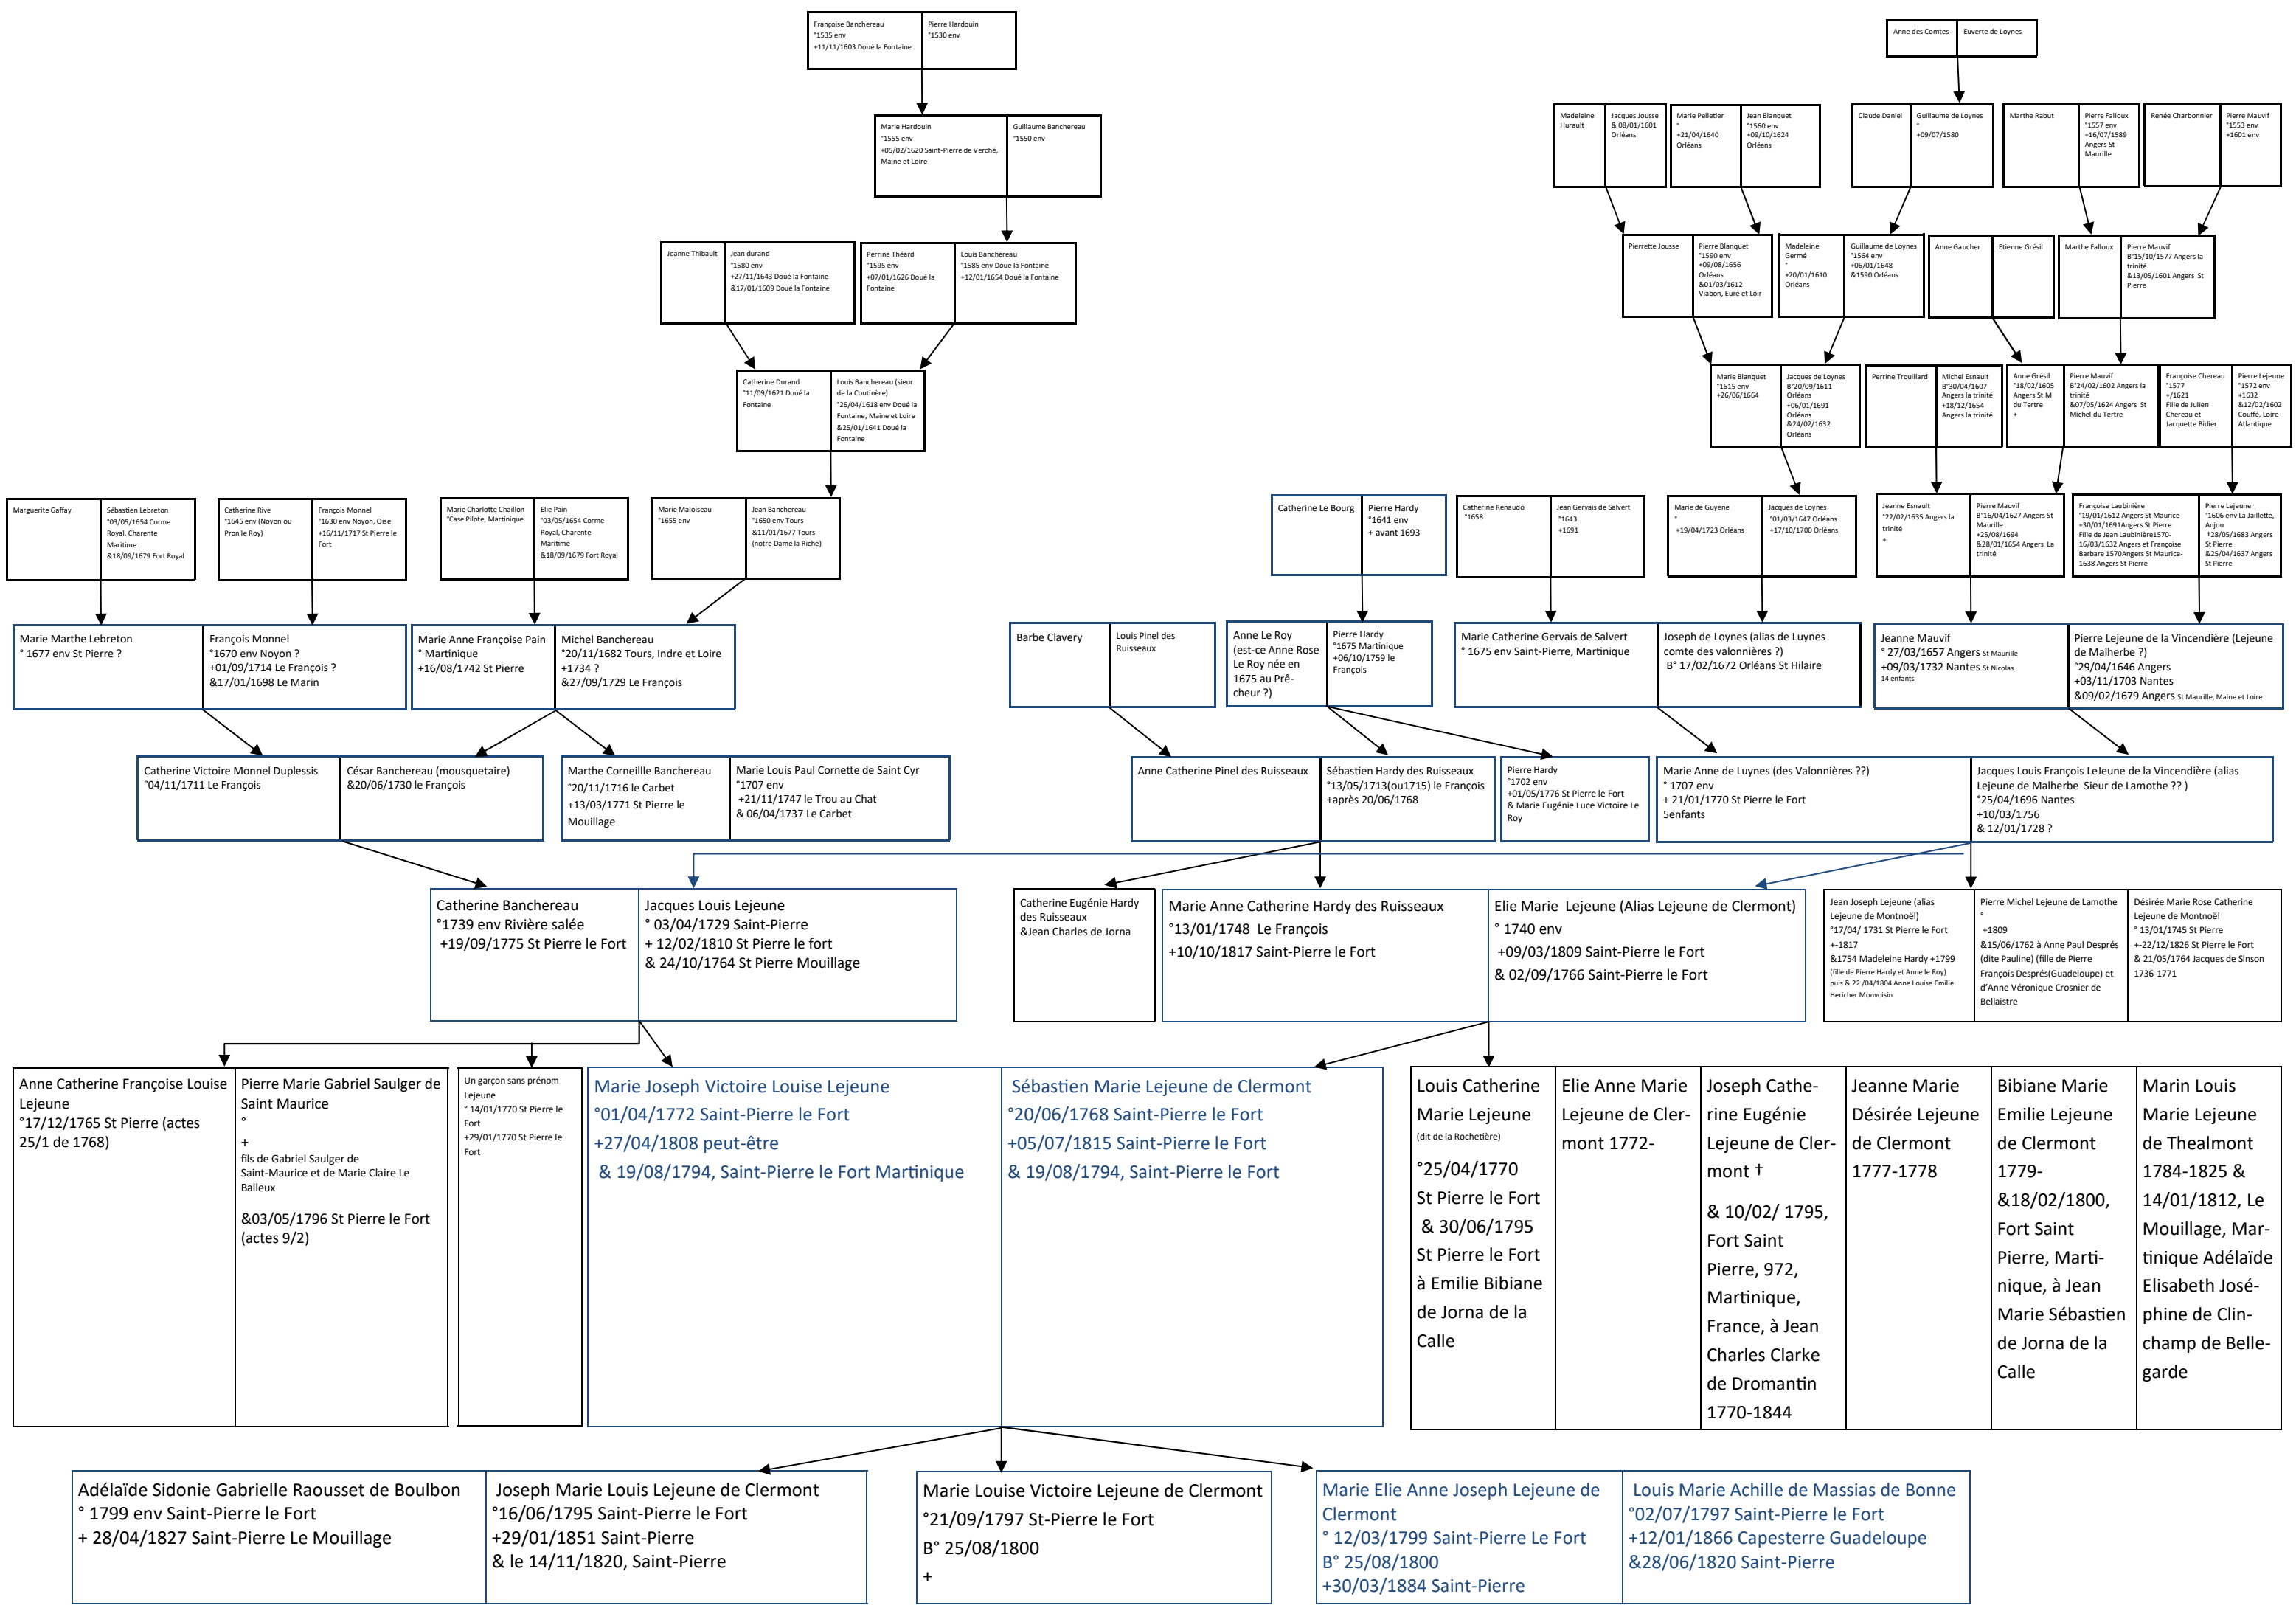 Françoise Banchereau
°1535 env
+11/11/1603 Doué la Fontaine
Pierre Hardouin
°1530 env
Anne des Comtes
Euverte de Loynes
Marie Hardouin
°1555 env
+05/02/1620 Saint-Pierre de Verché,
Maine et Loire
Guillaume Banchereau
°1550 env
Madeleine
Hurault
Jacques Jousse
& 08/01/1601
Orléans
Marie Pelletier
°
+21/04/1640
Orléans
Jean Blanquet
°1560 env
+09/10/1624
Orléans
Claude Daniel
Guillaume de Loynes
°
+09/07/1580
Marthe Rabut
Pierre Falloux
°1557 env
+16/07/1589
Angers St
Maurille
Renée Charbonnier
Pierre Mauvif
°1553 env
+1601 env
Jeanne Thibault
Jean durand
°1580 env
+27/11/1643 Doué la Fontaine
&17/01/1609 Doué la Fontaine
Perrine Théard
°1595 env
+07/01/1626 Doué la
Fontaine
Louis Banchereau
°1585 env Doué la Fontaine
+12/01/1654 Doué la Fontaine
Pierrette Jousse
Pierre Blanquet
°1590 env
+09/08/1656
Orléans
&01/03/1612
Viabon, Eure et Loir
Madeleine
Germé
°
+20/01/1610
Orléans
Guillaume de Loynes
°1564 env
+06/01/1648
&1590 Orléans
Anne Gaucher
Etienne Grésil
Marthe Falloux
Pierre Mauvif
B°15/10/1577 Angers la
trinité
&13/05/1601 Angers  St
Pierre
Catherine Durand
°11/09/1621 Doué la
Fontaine
Louis Banchereau (sieur
de la Coutinère)
°26/04/1618 env Doué la
Fontaine, Maine et Loire
&25/01/1641 Doué la
Fontaine
Marie Blanquet
°1615 env
+26/06/1664
Jacques de Loynes
B°20/09/1611
Orléans
+06/01/1691
Orléans
&24/02/1632
Orléans
Perrine Trouillard
Michel Esnault
B°30/04/1607
Angers la trinité
+18/12/1654
Angers la trinité
Anne Grésil
°18/02/1605
Angers St M
du Tertre
+
Pierre Mauvif
B°24/02/1602 Angers la
trinité
&07/05/1624 Angers  St
Michel du Tertre
Françoise Chereau
°1577
+/1621
Fille de Julien
Chereau et
Jacquette Bidier
Pierre Lejeune
°1572 env
+1632
&12/02/1602
Couffé, Loire-
Atlantique
Marguerite Gaffay
Sébastien Lebreton
°03/05/1654 Corme
Royal, Charente
Maritime
&18/09/1679 Fort Royal
Catherine Rive
°1645 env (Noyon ou
Pron le Roy)
François Monnel
°1630 env Noyon, Oise
+16/11/1717 St Pierre le
Fort
Marie Charlotte Chaillon
°Case Pilote, Martinique
Elie Pain
°03/05/1654 Corme
Royal, Charente
Maritime
&18/09/1679 Fort Royal
Marie Maloiseau
°1655 env
Jean Banchereau
°1650 env Tours
&11/01/1677 Tours
(notre Dame la Riche)
Catherine Le Bourg
Pierre Hardy
°1641 env
+ avant 1693
Catherine Renaudo
°1658
Jean Gervais de Salvert
°1643
+1691
Marie de Guyene
°
+19/04/1723 Orléans
Jacques de Loynes
°01/03/1647 Orléans
+17/10/1700 Orléans
Jeanne Esnault
°22/02/1635 Angers la
trinité
+
Pierre Mauvif
B°16/04/1627 Angers St
Maurille
+25/08/1694
&28/01/1654 Angers  La
trinité
Françoise Laubinière
°19/01/1612 Angers St Maurice
+30/01/1691Angers St Pierre
Fille de Jean Laubinière1570-
16/03/1632 Angers et Françoise
Barbare 1570Angers St Maurice-
1638 Angers St Pierre
Pierre Lejeune
°1606 env La Jaillette,
Anjou
†28/05/1683 Angers
St Pierre
&25/04/1637 Angers
St Pierre
Marie Marthe Lebreton
° 1677 env St Pierre ?
François Monnel
°1670 env Noyon ?
+01/09/1714 Le François ?
&17/01/1698 Le Marin
Marie Anne Françoise Pain
° Martinique
+16/08/1742 St Pierre
Michel Banchereau
°20/11/1682 Tours, Indre et Loire
+1734 ?
&27/09/1729 Le François
Barbe Clavery
Louis Pinel des
Ruisseaux
Anne Le Roy
(est-ce Anne Rose
Le Roy née en
1675 au Prê-
cheur ?)
Pierre Hardy
°1675 Martinique
+06/10/1759 le
François
Marie Catherine Gervais de Salvert
° 1675 env Saint-Pierre, Martinique
Joseph de Loynes (alias de Luynes
comte des valonnières ?)
B° 17/02/1672 Orléans St Hilaire
Jeanne Mauvif
° 27/03/1657 Angers St Maurille
+09/03/1732 Nantes St Nicolas
14 enfants
Pierre Lejeune de la Vincendière (Lejeune
de Malherbe ?)
°29/04/1646 Angers
+03/11/1703 Nantes
&09/02/1679 Angers St Maurille, Maine et Loire
Catherine Victoire Monnel Duplessis
°04/11/1711 Le François
César Banchereau (mousquetaire)
&20/06/1730 le François
Marthe Corneillle Banchereau
°20/11/1716 le Carbet
+13/03/1771 St Pierre le
Mouillage
Marie Louis Paul Cornette de Saint Cyr
°1707 env
+21/11/1747 le Trou au Chat
& 06/04/1737 Le Carbet
Anne Catherine Pinel des Ruisseaux
Sébastien Hardy des Ruisseaux
°13/05/1713(ou1715) le François
+après 20/06/1768
Pierre Hardy
°1702 env
+01/05/1776 St Pierre le Fort
& Marie Eugénie Luce Victoire Le
Roy
Marie Anne de Luynes (des Valonnières ??)
° 1707 env
+ 21/01/1770 St Pierre le Fort
5enfants
Jacques Louis François LeJeune de la Vincendière (alias
Lejeune de Malherbe  Sieur de Lamothe ?? )
°25/04/1696 Nantes
+10/03/1756
& 12/01/1728 ?
Catherine Banchereau
°1739 env Rivière salée
+19/09/1775 St Pierre le Fort
Jacques Louis Lejeune
° 03/04/1729 Saint-Pierre
+ 12/02/1810 St Pierre le fort
& 24/10/1764 St Pierre Mouillage
Catherine Eugénie Hardy
des Ruisseaux
&Jean Charles de Jorna
Marie Anne Catherine Hardy des Ruisseaux
°13/01/1748  Le François
+10/10/1817 Saint-Pierre le Fort
Elie Marie  Lejeune (Alias Lejeune de Clermont)
° 1740 env
+09/03/1809 Saint-Pierre le Fort
& 02/09/1766 Saint-Pierre le Fort
Jean Joseph Lejeune (alias
Lejeune de Montnoël)
°17/04/ 1731 St Pierre le Fort
+-1817
&1754 Madeleine Hardy +1799
(fille de Pierre Hardy et Anne le Roy)
puis & 22 /04/1804 Anne Louise Emilie
Hericher Monvoisin
Pierre Michel Lejeune de Lamothe
°
+1809
&15/06/1762 à Anne Paul Després
(dite Pauline) (fille de Pierre
François Després(Guadeloupe) et
d'Anne Véronique Crosnier de
Bellaistre
Désirée Marie Rose Catherine
Lejeune de Montnoël
° 13/01/1745 St Pierre
+-22/12/1826 St Pierre le Fort
& 21/05/1764 Jacques de Sinson
1736-1771
Anne Catherine Françoise Louise
Lejeune
°17/12/1765 St Pierre (actes
25/1 de 1768)
Pierre Marie Gabriel Saulger de
Saint Maurice
°
+
fils de Gabriel Saulger de
Saint-Maurice et de Marie Claire Le
Balleux
&03/05/1796 St Pierre le Fort
(actes 9/2)
Un garçon sans prénom
Lejeune
° 14/01/1770 St Pierre le
Fort
+29/01/1770 St Pierre le
Fort
Marie Joseph Victoire Louise Lejeune
°01/04/1772 Saint-Pierre le Fort
+27/04/1808 peut-être
& 19/08/1794, Saint-Pierre le Fort Martinique
Sébastien Marie Lejeune de Clermont
°20/06/1768 Saint-Pierre le Fort
+05/07/1815 Saint-Pierre le Fort
& 19/08/1794, Saint-Pierre le Fort
Louis Catherine
Marie Lejeune
(dit de la Rochetière)
°25/04/1770
St Pierre le Fort
& 30/06/1795
St Pierre le Fort
à Emilie Bibiane
de Jorna de la
Calle
Elie Anne Marie
Lejeune de Cler-
mont 1772-
Joseph Cathe-
rine Eugénie
Lejeune de Cler-
mont †
& 10/02/ 1795,
Fort Saint
Pierre, 972,
Martinique,
France, à Jean
Charles Clarke
de Dromantin
1770-1844
Jeanne Marie
Désirée Lejeune
de Clermont
1777-1778
Bibiane Marie
Emilie Lejeune
de Clermont
1779-
&18/02/1800,
Fort Saint
Pierre, Marti-
nique, à Jean
Marie Sébastien
de Jorna de la
Calle
Marin Louis
Marie Lejeune
de Thealmont
1784-1825 &
14/01/1812, Le
Mouillage, Mar-
tinique Adélaïde
Elisabeth José-
phine de Clin-
champ de Belle-
garde
Adélaïde Sidonie Gabrielle Raousset de Boulbon
° 1799 env Saint-Pierre le Fort
+ 28/04/1827 Saint-Pierre Le Mouillage
Joseph Marie Louis Lejeune de Clermont
°16/06/1795 Saint-Pierre le Fort
+29/01/1851 Saint-Pierre
& le 14/11/1820, Saint-Pierre
Marie Louise Victoire Lejeune de Clermont
°21/09/1797 St-Pierre le Fort
B° 25/08/1800
+
Marie Elie Anne Joseph Lejeune de
Clermont
° 12/03/1799 Saint-Pierre Le Fort
B° 25/08/1800
+30/03/1884 Saint-Pierre
Louis Marie Achille de Massias de Bonne
°02/07/1797 Saint-Pierre le Fort
+12/01/1866 Capesterre Guadeloupe
&28/06/1820 Saint-Pierre